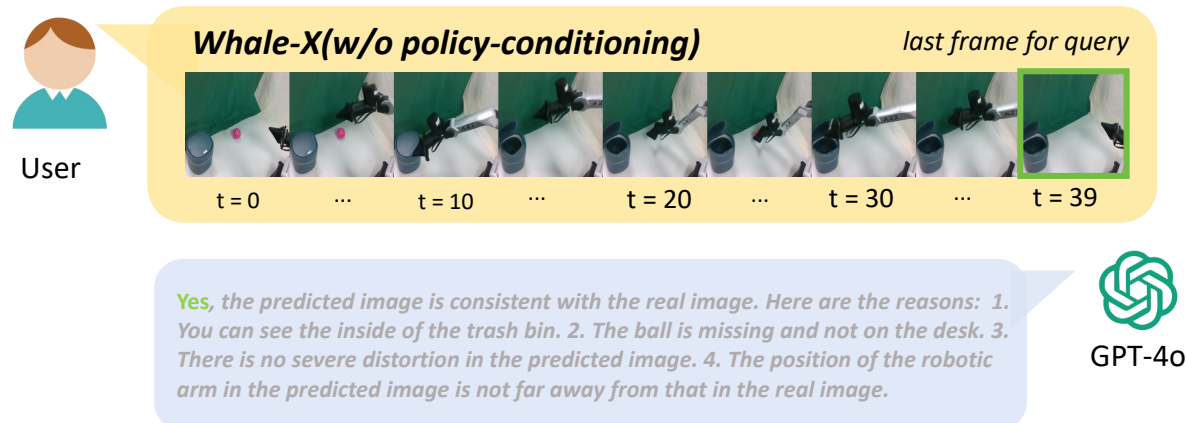 Whale-X(w/o policy-conditioning)
last frame for query
t = 0
...
t = 10
...
t = 20
...
t = 30
...
t = 39
User
Yes, the predicted image is consistent with the real image. Here are the reasons: 1.
You can see the inside of the trash bin. 2. The ball is missing and not on the desk. 3.
There is no severe distortion in the predicted image. 4. The position of the robotic
arm in the predicted image is not far away from that in the real image.
GPT-4o